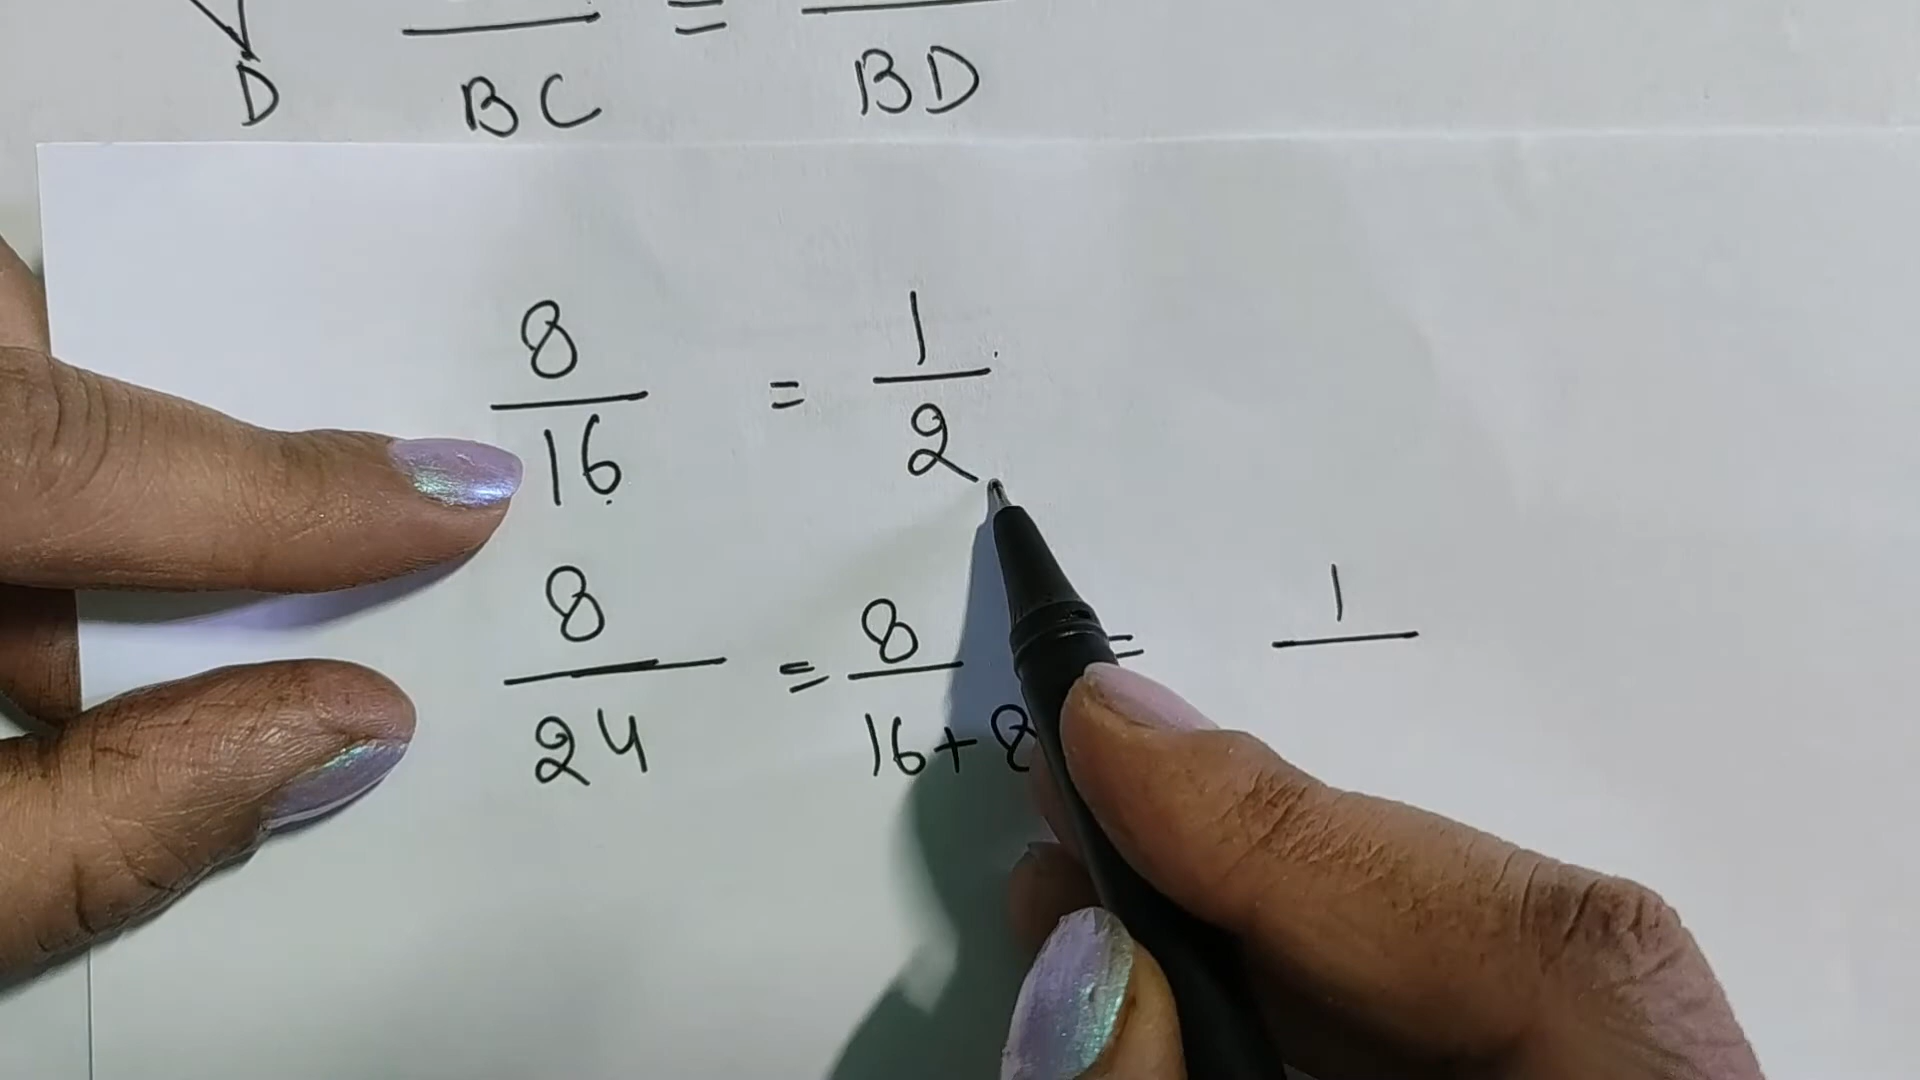 D
― = ―
BC BD
8/16 = 1/2
8/24 = 8/16+8 = 1/